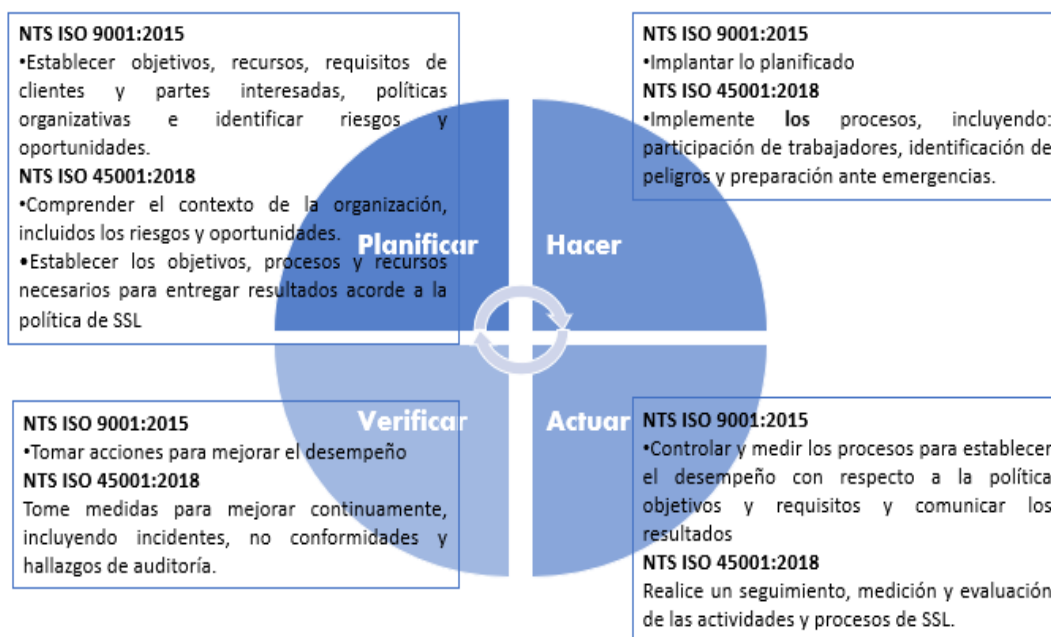 NTS ISO 9001:2015
•Establecer objetivos, recursos, requisitos de
clientes y partes interesadas, políticas
organizativas e identificar riesgos y
oportunidades.
NTS ISO 45001:2018
•Comprender el contexto de la organización,
incluidos los riesgos y oportunidades.
•Establecer los objetivos, procesos y recursos
necesarios para entregar resultados acorde a la
política de SSL
Planificar
NTS ISO 9001:2015
•Implantar lo planificado
NTS ISO 45001:2018
•Implemente los procesos, incluyendo:
participación de trabajadores, identificación de
peligros y preparación ante emergencias.
Hacer
NTS ISO 9001:2015
•Tomar acciones para mejorar el desempeño
NTS ISO 45001:2018
Tome medidas para mejorar continuamente,
incluyendo incidentes, no conformidades y
hallazgos de auditoría.
Verificar
Actuar
NTS ISO 9001:2015
•Controlar y medir los procesos para establecer
el desempeño con respecto a la política
objetivos y requisitos y comunicar los
resultados
NTS ISO 45001:2018
Realice un seguimiento, medición y evaluación
de las actividades y procesos de SSL.